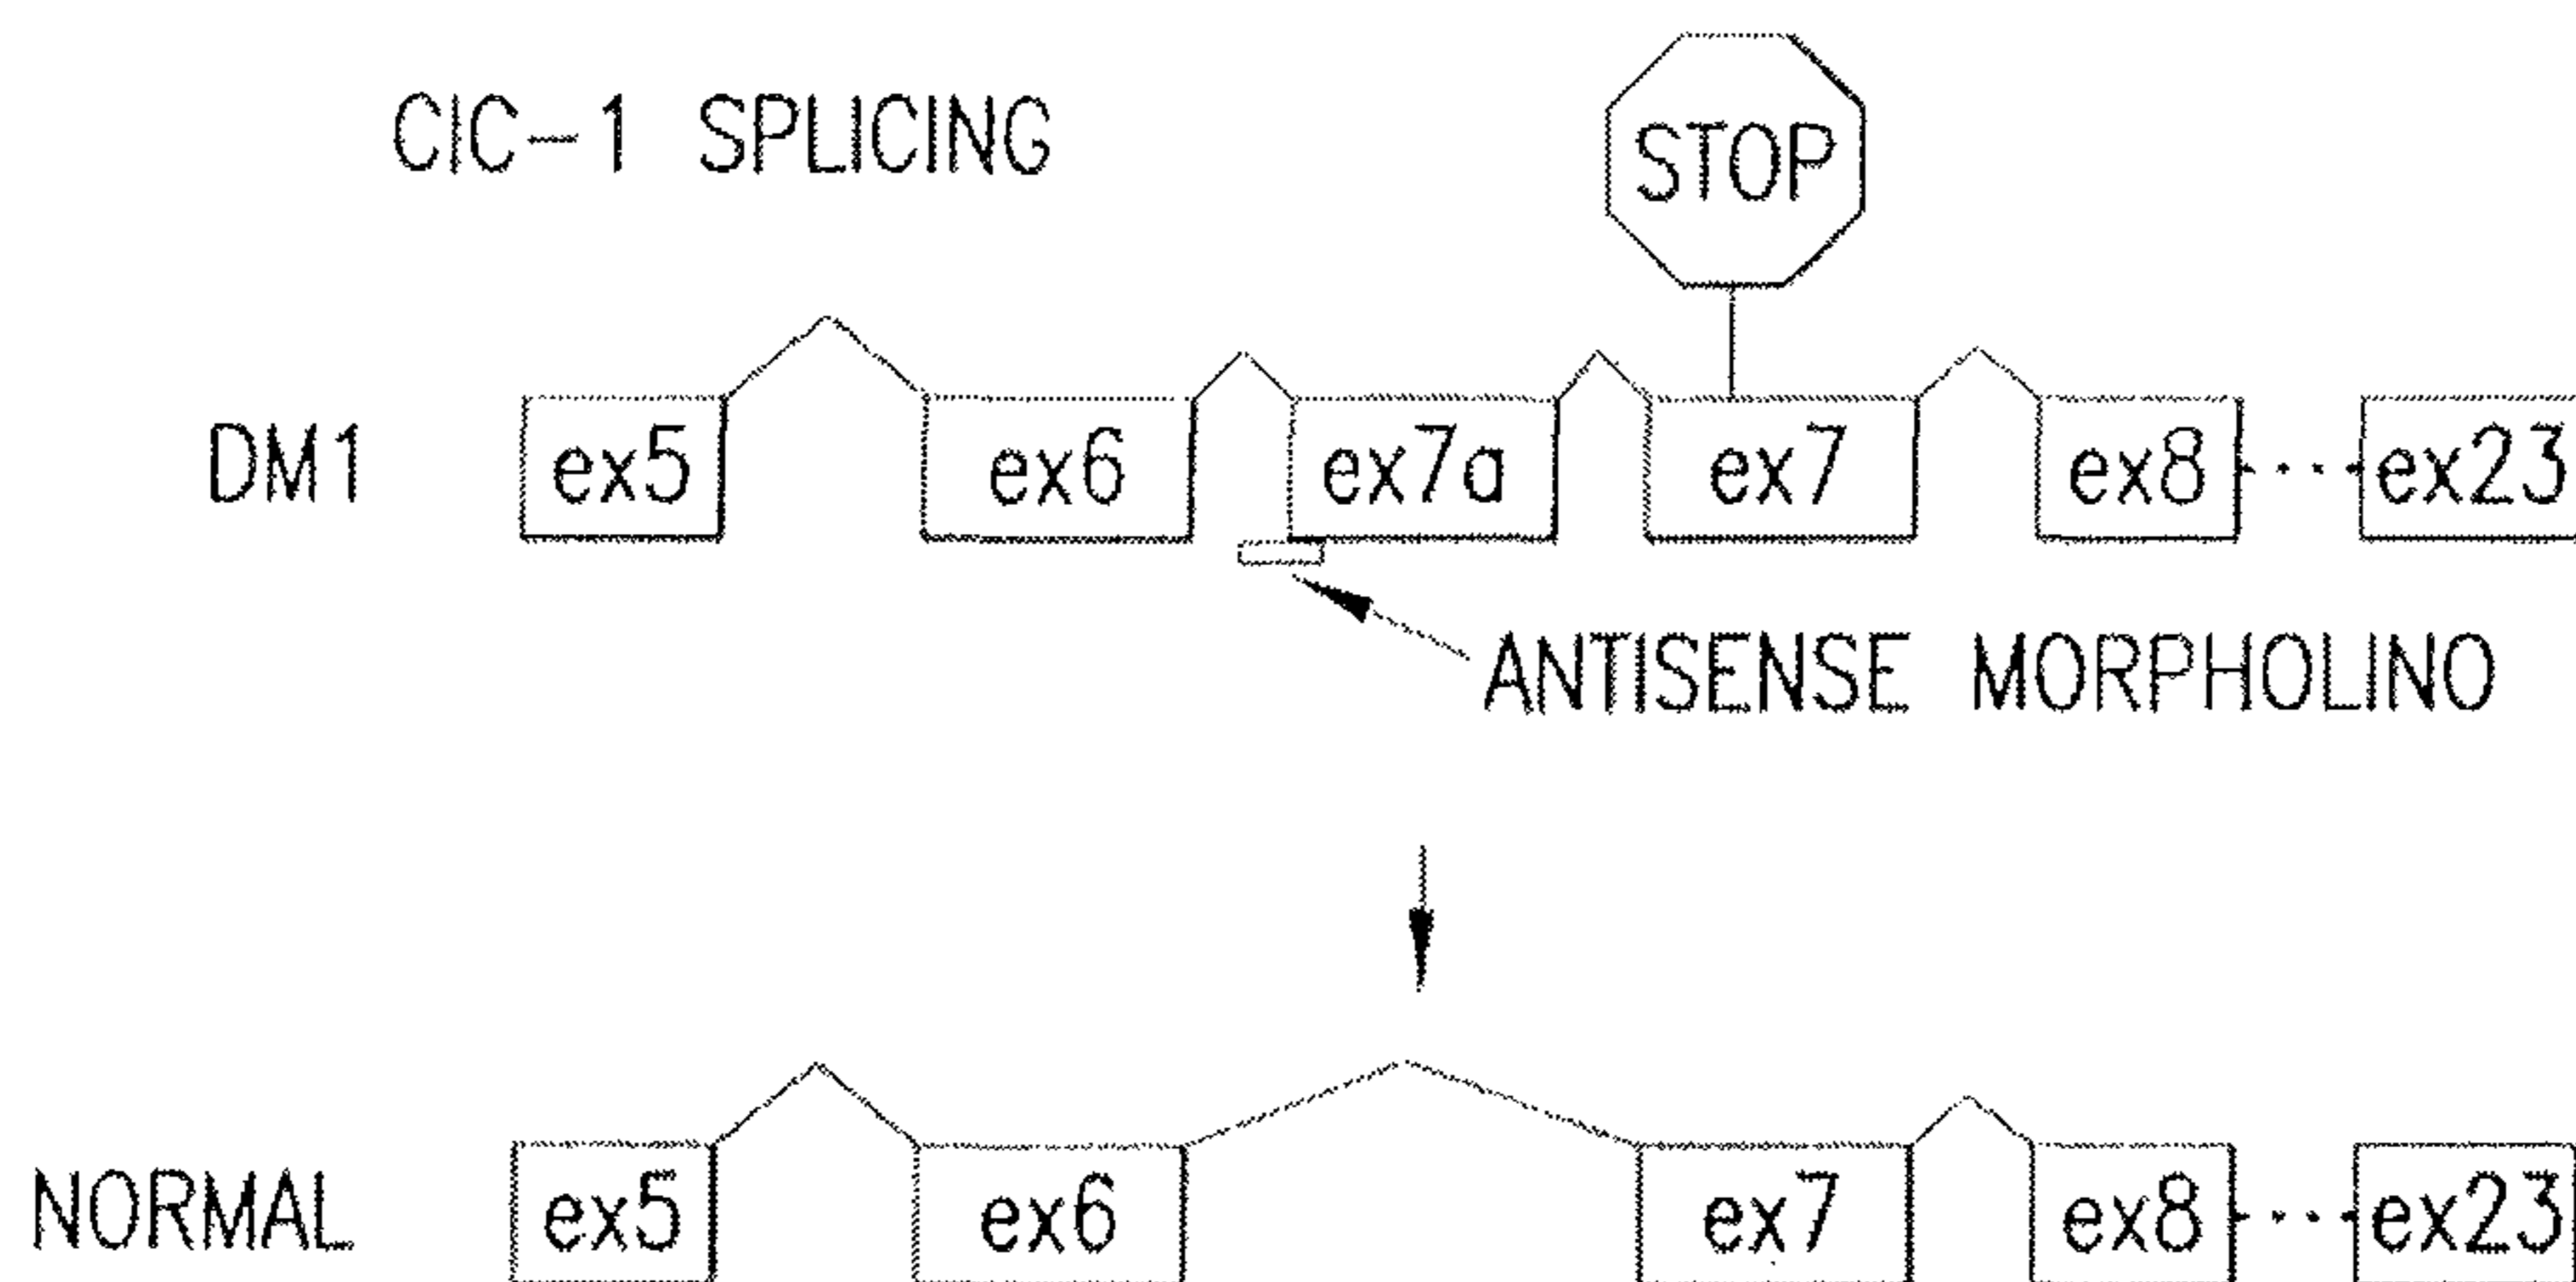 ClC-1 SPLICING
STOP
DM1
ex5 ex6 ex7a ex7 ex8 ... ex23
ANTISENSE MORPHOLINO
NORMAL
ex5 ex6 ex7 ex8 ... ex23